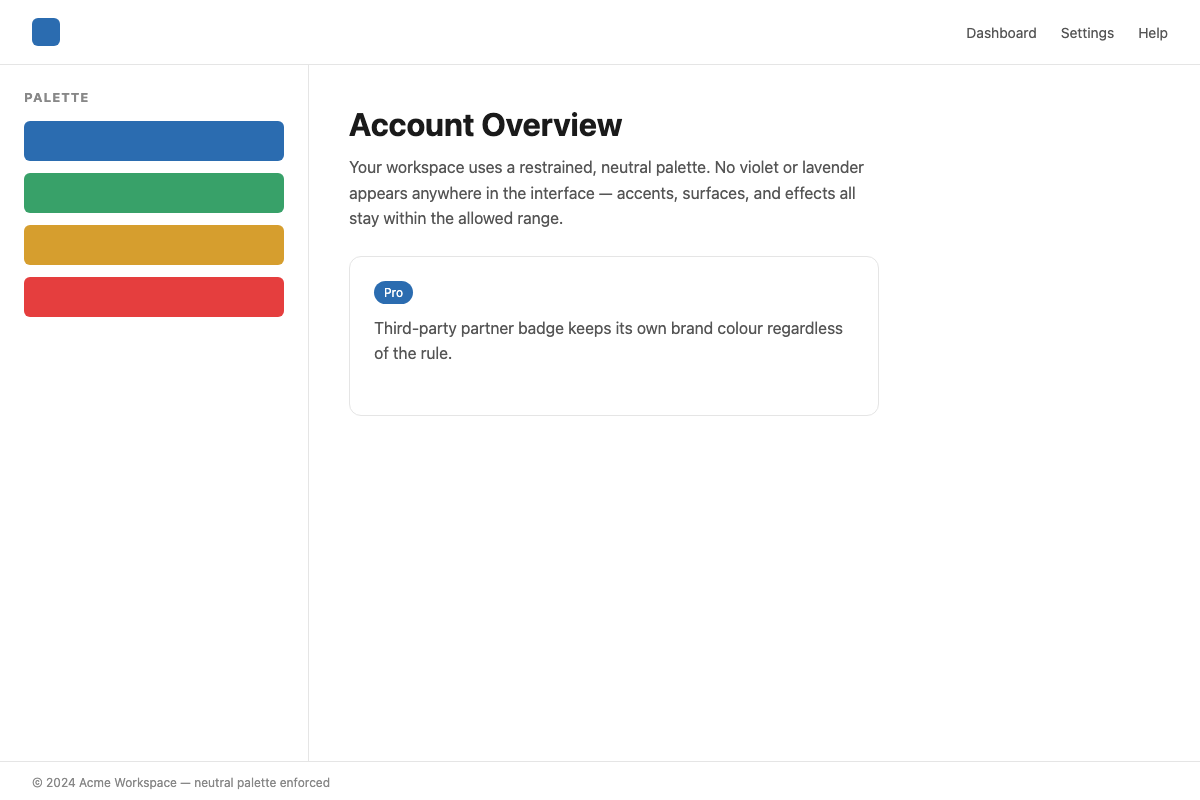 Dashboard Settings Help
PALETTE
Account Overview
Your workspace uses a restrained, neutral palette. No violet or lavender
appears anywhere in the interface — accents, surfaces, and effects all
stay within the allowed range.
Pro
Third-party partner badge keeps its own brand colour regardless
of the rule.
© 2024 Acme Workspace — neutral palette enforced